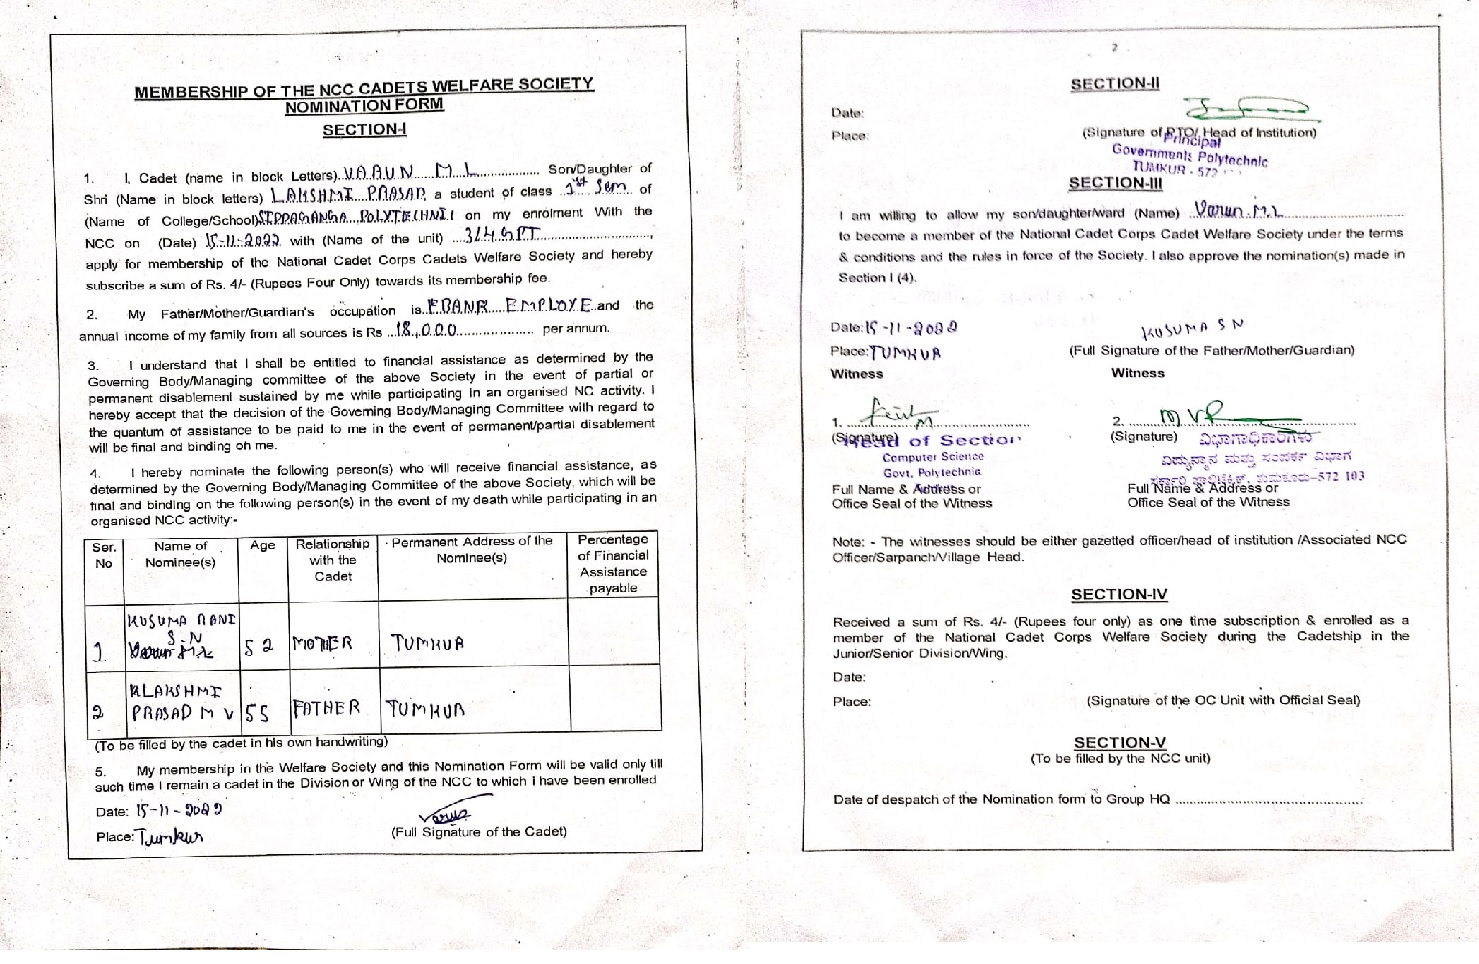 MEMBERSHIP OF THE NCC CADETS WELFARE SOCIETY
NOMINATION FORM
SECTION-I
1. I, Cadet (name in block Letters) VARUN M L Son/Daughter of
Shri (Name in block letters) LAKSHMI PRASAD a student of class 1st Sem of
(Name of College/School) POLYTECHNI on my enrolment With the
NCC on (Date) 15-11-2022 with (Name of the unit)
apply for membership of the National Cadet Corps Cadets Welfare Society and hereby
subscribe a sum of Rs. 4/- (Rupees Four Only) towards its membership fee.
2. My Father/Mother/Guardian's occupation is EMPLOYE and the
annual income of my family from all sources is Rs 18,000 per annum.
3. I understand that I shall be entitled to financial assistance as determined by the
Governing Body/Managing committee of the above Society in the event of partial or
permanent disablement sustained by me while participating in an organised NC activity. I
hereby accept that the decision of the Governing Body/Managing Committee with regard to
the quantum of assistance to be paid to me in the event of permanent/partial disablement
will be final and binding oh me.
4. I hereby nominate the following person(s) who will receive financial assistance, as
determined by the Governing Body/Managing Committee of the above Society, which will be
final and binding on the following person(s) in the event of my death while participating in an
organised NCC activity:-
Ser. No Name of Nominee(s) Age Relationship with the Cadet Permanent Address of the Nominee(s) Percentage of Financial Assistance payable
1 KUSUMA RANI S.N 52 MOTHER TUMKUR
2 LAKSHMI PRASAD M V 55 FATHER TUMKUR
(To be filled by the cadet in his own handwriting)
5. My membership in the Welfare Society and this Nomination Form will be valid only till
such time I remain a cadet in the Division or Wing of the NCC to which I have been enrolled
Date: 15-11-2022
Place: Tumkur
(Full Signature of the Cadet)
2
SECTION-II
Date:
Place: (Signature of PTO/ Head of Institution)
Principal
Governments Polytechnic
TUMKUR - 572
SECTION-III
I am willing to allow my son/daughter/ward (Name) Varun. M.L
to become a member of the National Cadet Corps Cadet Welfare Society under the terms
& conditions and the rules in force of the Society. I also approve the nomination(s) made in
Section I (4).
Date: 15-11-2022 KUSUMA S N
Place: TUMKUR (Full Signature of the Father/Mother/Guardian)
Witness Witness
1. 2.
(Signature) (Signature)
Head of Section
Computer Science
Govt. Polytechnic
ವಿಭಾಗಾಧಿಕಾರಿಗಳು
572 103
Full Name & Address or Full Name & Address or
Office Seal of the Witness Office Seal of the Witness
Note: - The witnesses should be either gazetted officer/head of institution /Associated NCC
Officer/Sarpanch/Village Head.
SECTION-IV
Received a sum of Rs. 4/- (Rupees four only) as one time subscription & enrolled as a
member of the National Cadet Corps Welfare Society during the Cadetship in the
Junior/Senior Division/Wing.
Date:
Place: (Signature of the OC Unit with Official Seal)
SECTION-V
(To be filled by the NCC unit)
Date of despatch of the Nomination form to Group HQ